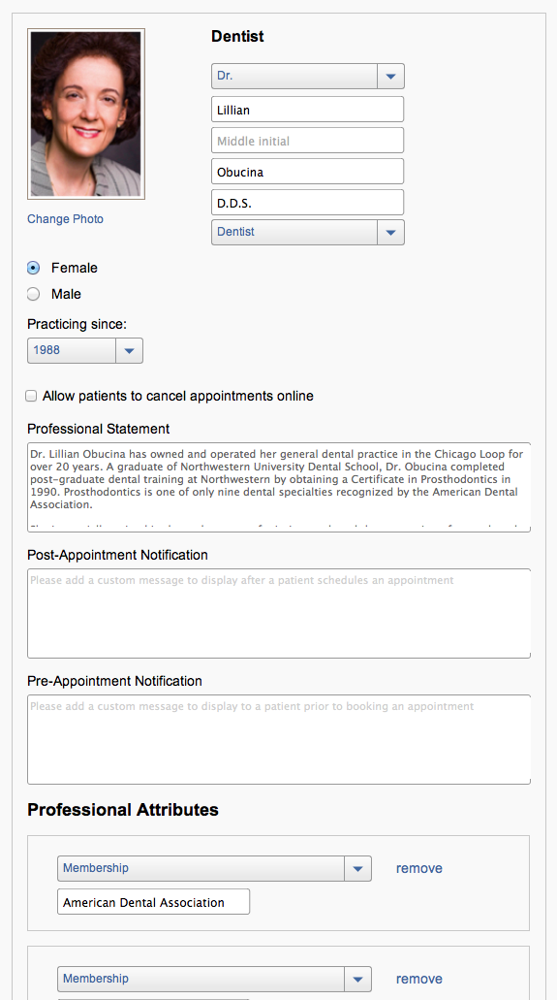 Dentist
Dr.
Lillian
Middle initial
Obucina
D.D.S.
Dentist
Change Photo
Female
Male
Practicing since:
1988
Allow patients to cancel appointments online
Professional Statement
Dr. Lillian Obucina has owned and operated her general dental practice in the Chicago Loop for
over 20 years. A graduate of Northwestern University Dental School, Dr. Obucina completed
post-graduate dental training at Northwestern by obtaining a Certificate in Prosthodontics in
1990. Prosthodontics is one of only nine dental specialties recognized by the American Dental
Association.
Post-Appointment Notification
Please add a custom message to display after a patient schedules an appointment
Pre-Appointment Notification
Please add a custom message to display to a patient prior to booking an appointment
Professional Attributes
Membership
remove
American Dental Association
Membership
remove